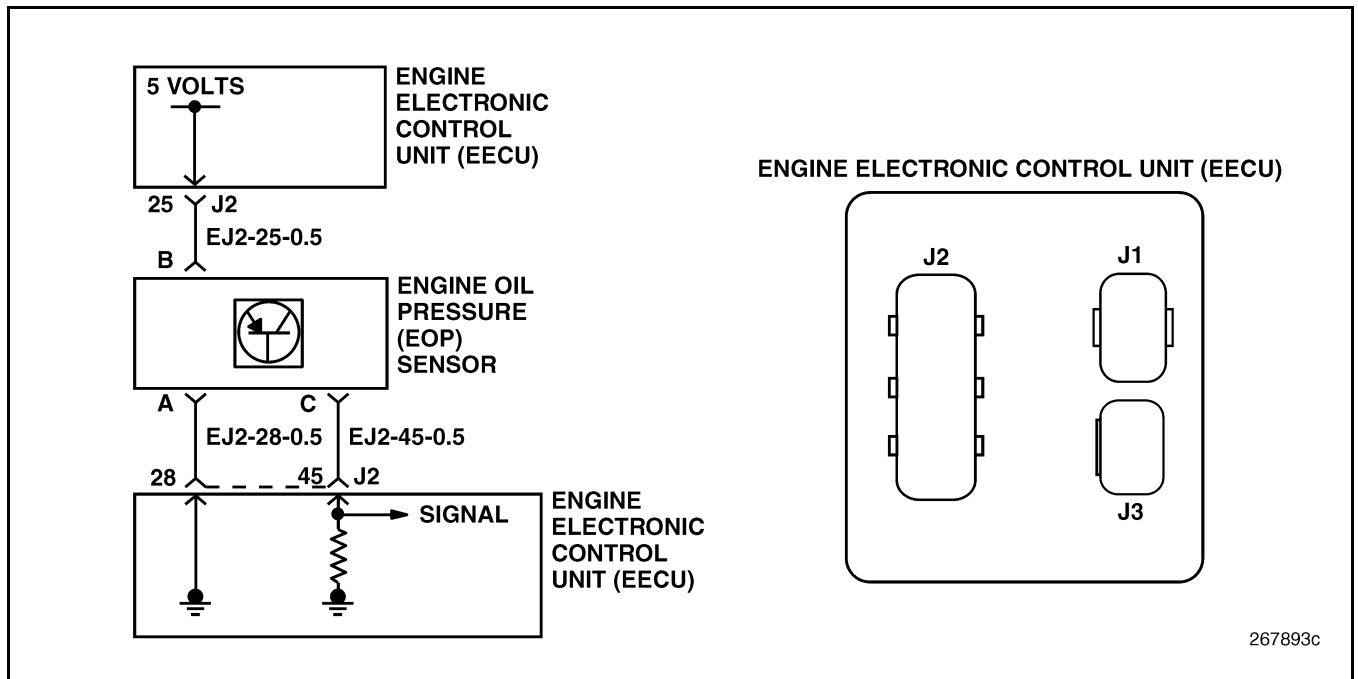 5 VOLTS
ENGINE
ELECTRONIC
CONTROL
UNIT (EECU)
25 J2
EJ2-25-0.5
B
ENGINE OIL
PRESSURE
(EOP)
SENSOR
A C
EJ2-28-0.5 EJ2-45-0.5
28 45 J2
SIGNAL
ENGINE
ELECTRONIC
CONTROL
UNIT (EECU)
ENGINE ELECTRONIC CONTROL UNIT (EECU)
J2 J1
J3
267893c